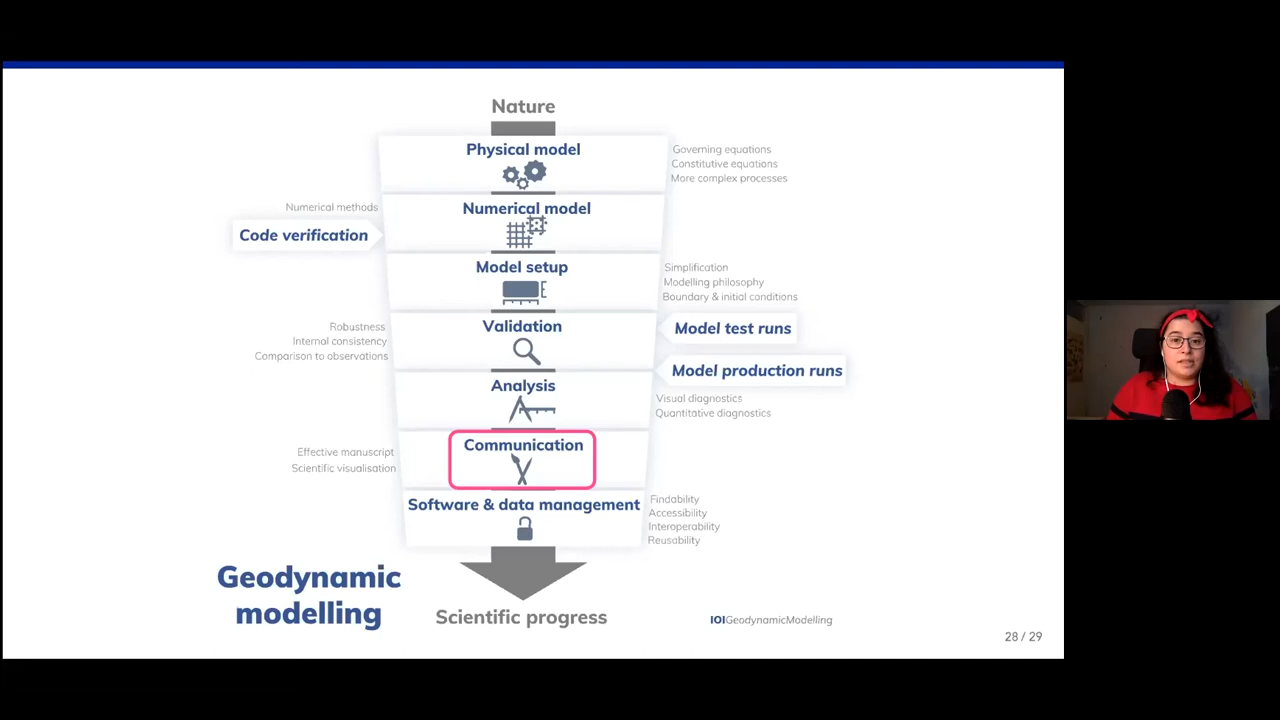 Nature
Physical model
Governing equations
Constitutive equations
More complex processes
Numerical methods
Numerical model
Code verification
Model setup
Simplification
Modelling philosophy
Boundary & initial conditions
Robustness
Internal consistency
Comparison to observations
Validation
Model test runs
Model production runs
Analysis
Visual diagnostics
Quantitative diagnostics
Effective manuscript
Scientific visualisation
Communication
Software & data management
Findability
Accessibility
Interoperability
Reusability
Geodynamic
modelling
Scientific progress
IOIGeodynamicModelling
28 / 29